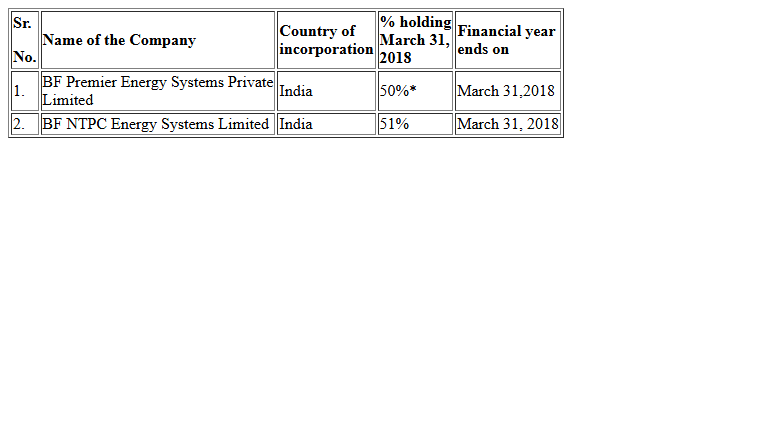 Sr.
No.
Name of the Company
Country of
incorporation
% holding
March 31,
2018
Financial year
ends on
1.
BF Premier Energy Systems Private
Limited
India
50%*
March 31,2018
2.
BF NTPC Energy Systems Limited
India
51%
March 31, 2018